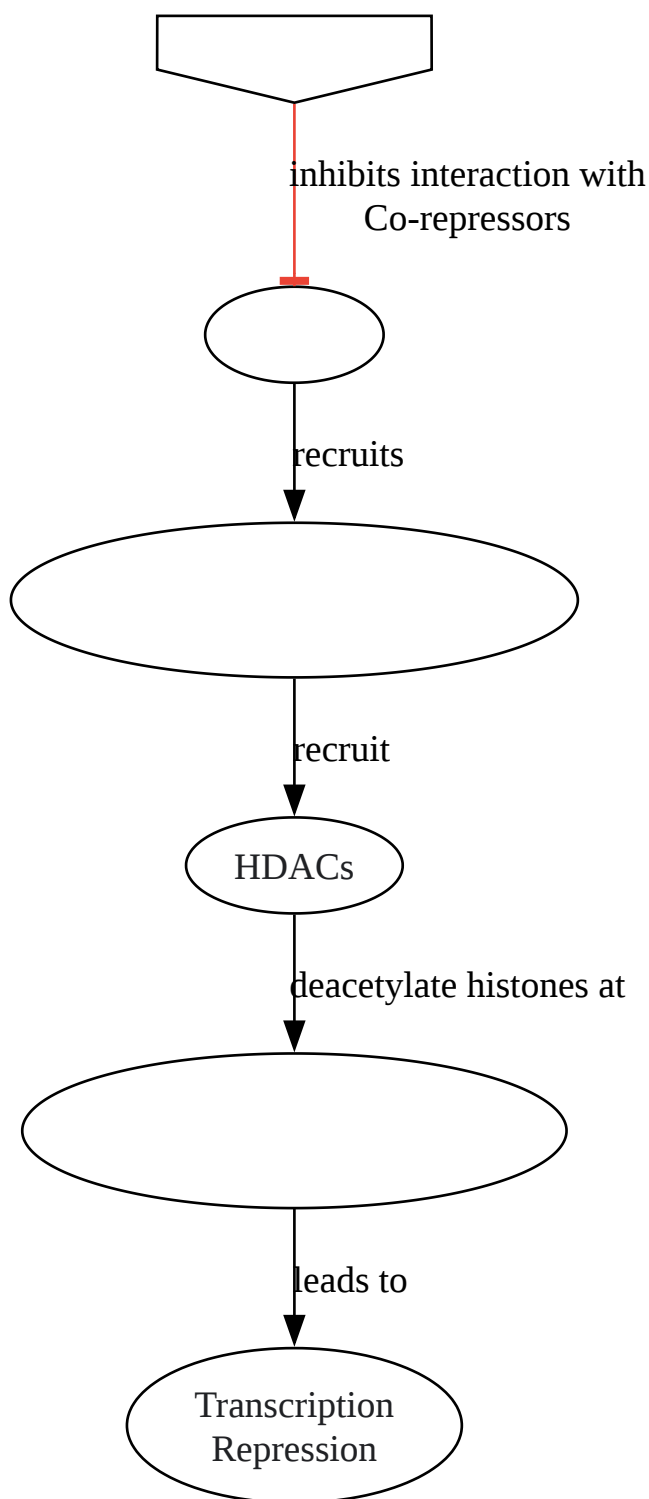 inhibits interaction with
Co-repressors
recruits
recruit
HDACs
deacetylate histones at
leads to
Transcription
Repression